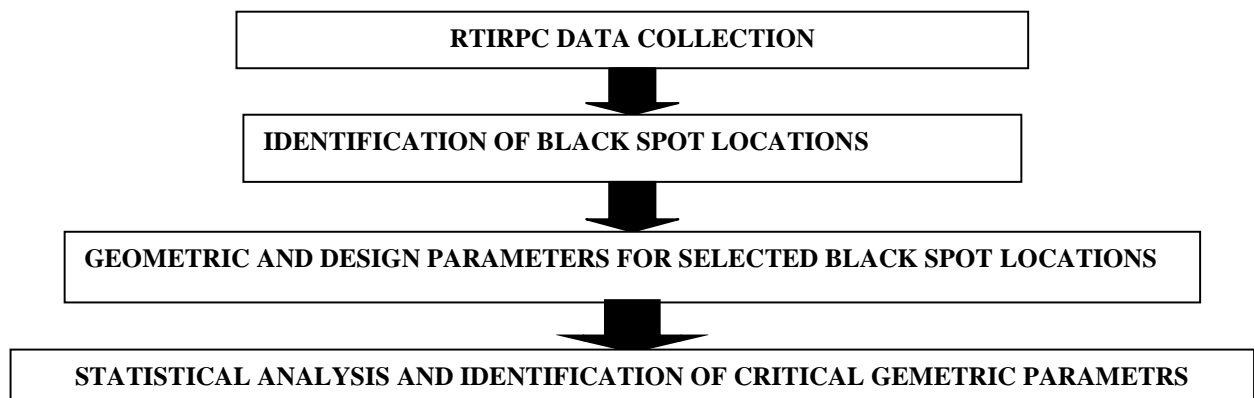 RTIRPC DATA COLLECTION
IDENTIFICATION OF BLACK SPOT LOCATIONS
GEOMETRIC AND DESIGN PARAMETERS FOR SELECTED BLACK SPOT LOCATIONS
STATISTICAL ANALYSIS AND IDENTIFICATION OF CRITICAL GEMETRIC PARAMETRS